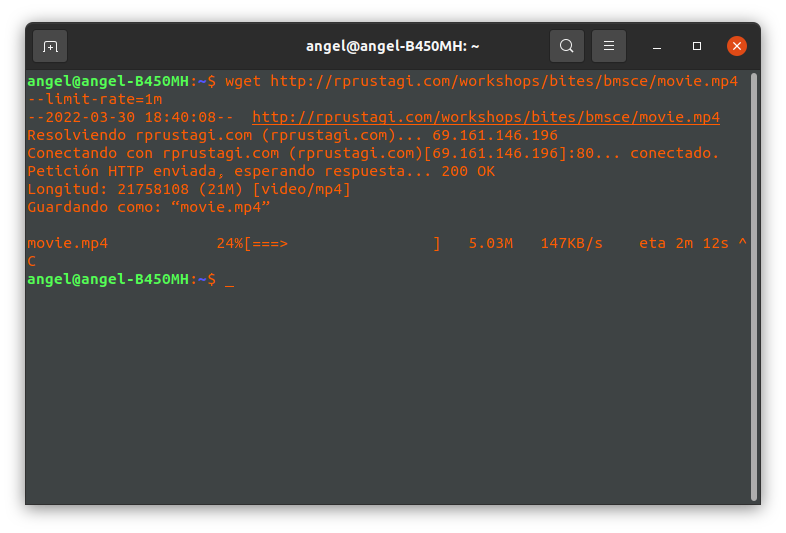 angel@angel-B450MH: ~
angel@angel-B450MH:~$ wget http://rprustagi.com/workshops/bites/bmsce/movie.mp4
--limit-rate=1m
--2022-03-30 18:40:08-- http://rprustagi.com/workshops/bites/bmsce/movie.mp4
Resolviendo rprustagi.com (rprustagi.com)... 69.161.146.196
Conectando con rprustagi.com (rprustagi.com)[69.161.146.196]:80... conectado.
Petición HTTP enviada, esperando respuesta... 200 OK
Longitud: 21758108 (21M) [video/mp4]
Guardando como: “movie.mp4”
movie.mp4 24%[===> ] 5.03M 147KB/s eta 2m 12s ^
C
angel@angel-B450MH:~$ _